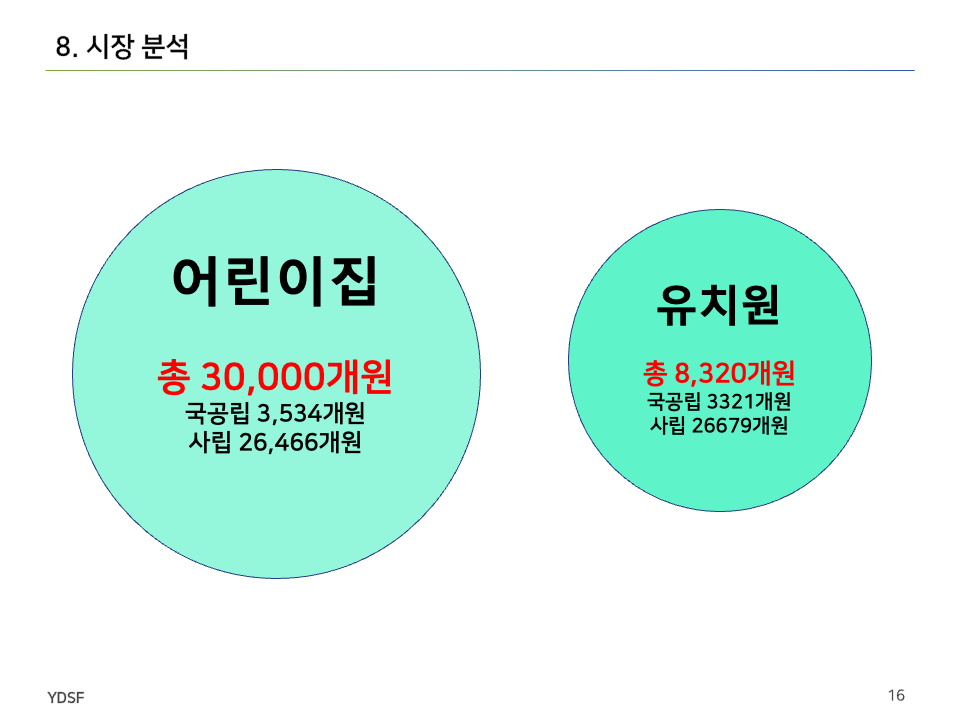 8. 시장 분석
어린이집
총 30,000개원
국공립 3,534개원
사립 26,466개원
유치원
총 8,320개원
국공립 3321개원
사립 26679개원
YDSF
16